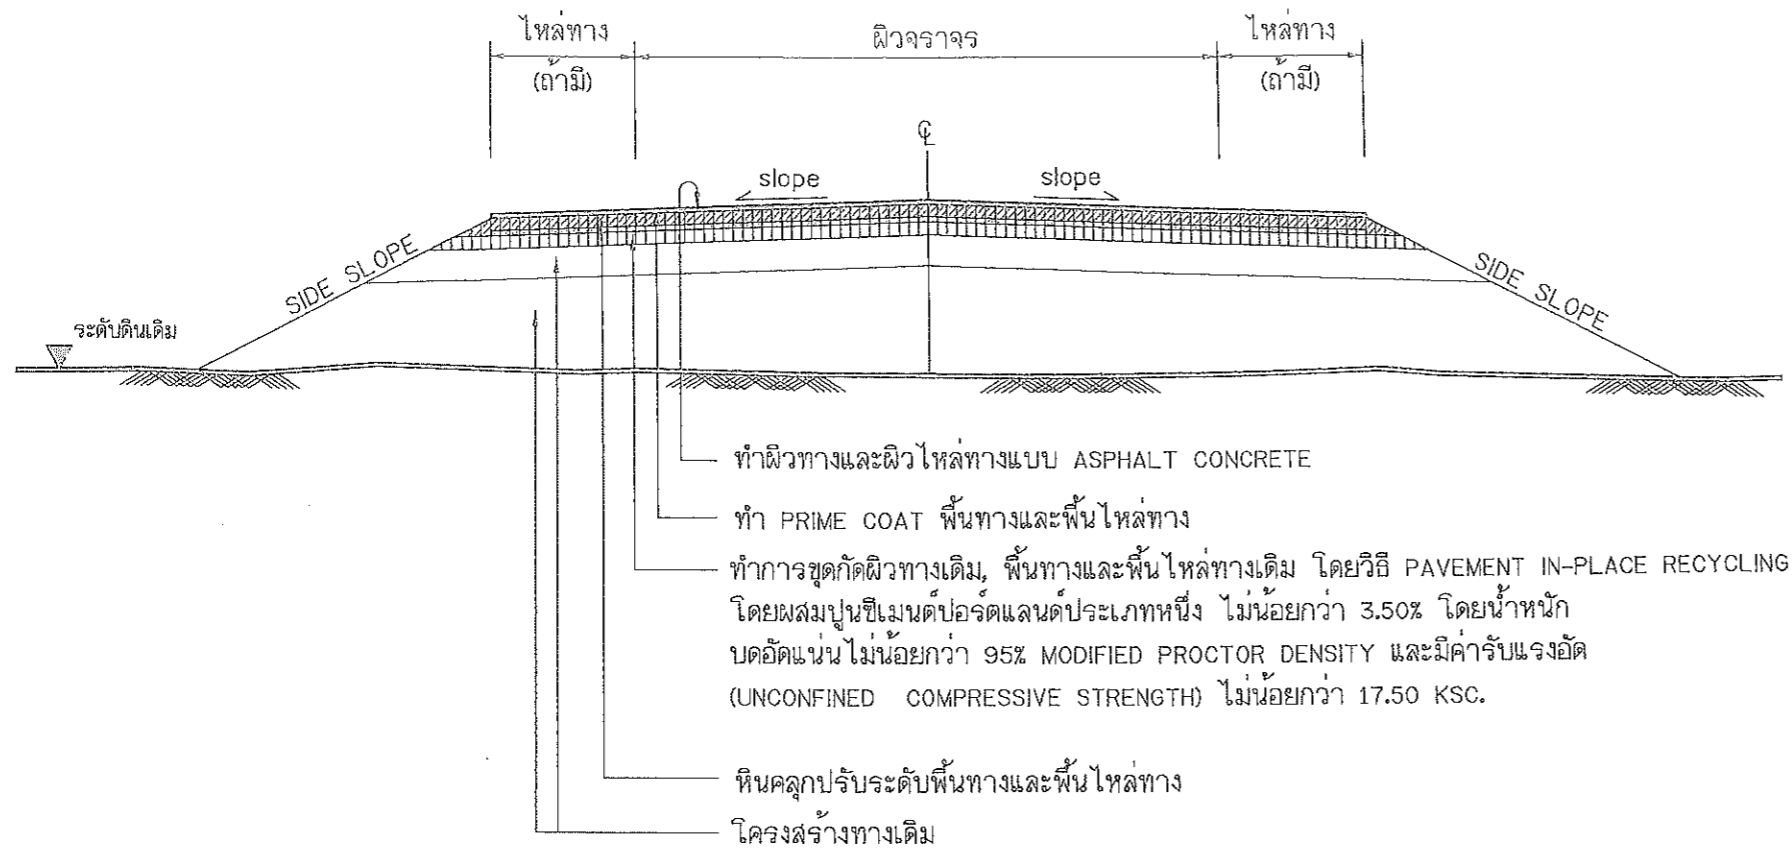 ไหล่ทาง
(ถ้ามี)
ผิวจราจร
ไหล่ทาง
(ถ้ามี)
℄
slope
slope
SIDE SLOPE
SIDE SLOPE
ระดับดินเดิม
ทำผิวทางและผิวไหล่ทางแบบ ASPHALT CONCRETE
ทำ PRIME COAT พื้นทางและพื้นไหล่ทาง
ทำการขุดกัดผิวทางเดิม, พื้นทางและพื้นไหล่ทางเดิม โดยวิธี PAVEMENT IN-PLACE RECYCLING
โดยผสมปูนซีเมนต์ปอร์ตแลนด์ประเภทหนึ่ง ไม่น้อยกว่า 3.50% โดยน้ำหนัก
บดอัดแน่นไม่น้อยกว่า 95% MODIFIED PROCTOR DENSITY และมีค่ารับแรงอัด
(UNCONFINED COMPRESSIVE STRENGTH) ไม่น้อยกว่า 17.50 KSC.
หินคลุกปรับระดับพื้นทางและพื้นไหล่ทาง
โครงสร้างทางเดิม